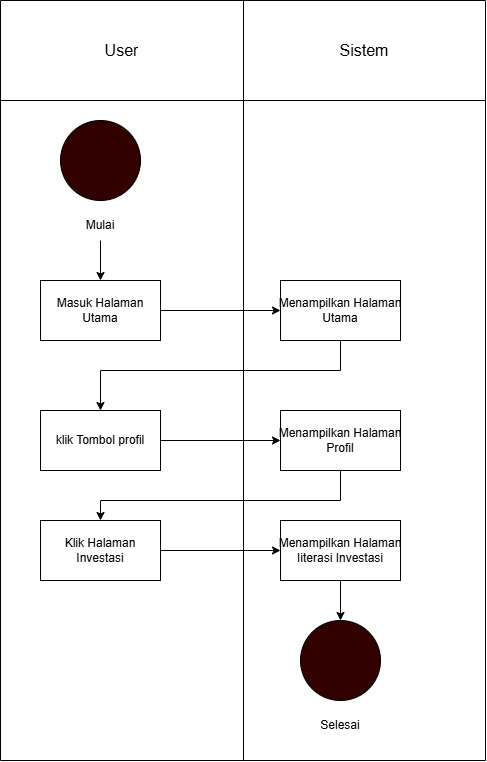 User
Sistem
Mulai
Masuk Halaman
Utama
Menampilkan Halaman
Utama
klik Tombol profil
Menampilkan Halaman
Profil
Klik Halaman
Investasi
Menampilkan Halaman
literasi Investasi
Selesai